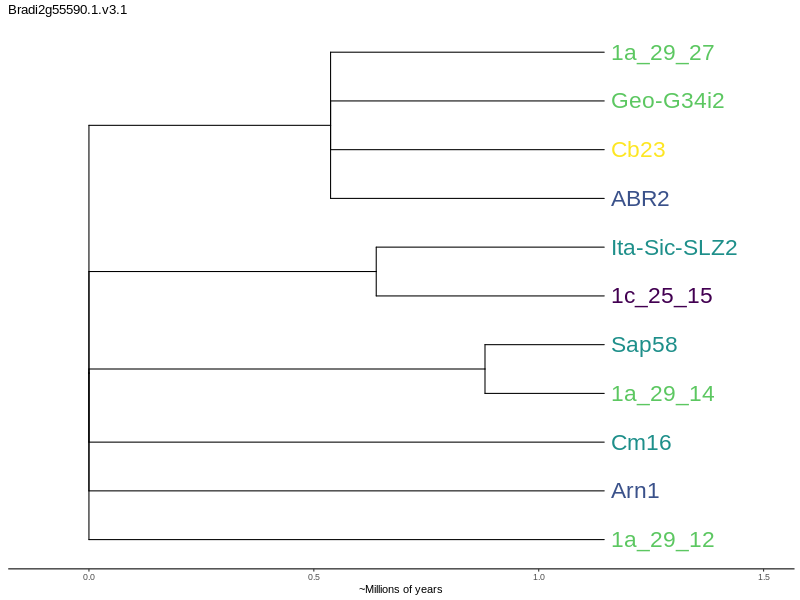 Bradi2g55590.1.v3.1
1a_29_27
Geo-G34i2
Cb23
ABR2
Ita-Sic-SLZ2
1c_25_15
Sap58
1a_29_14
Cm16
Arn1
1a_29_12
0.0 0.5 1.0 1.5
~Millions of years